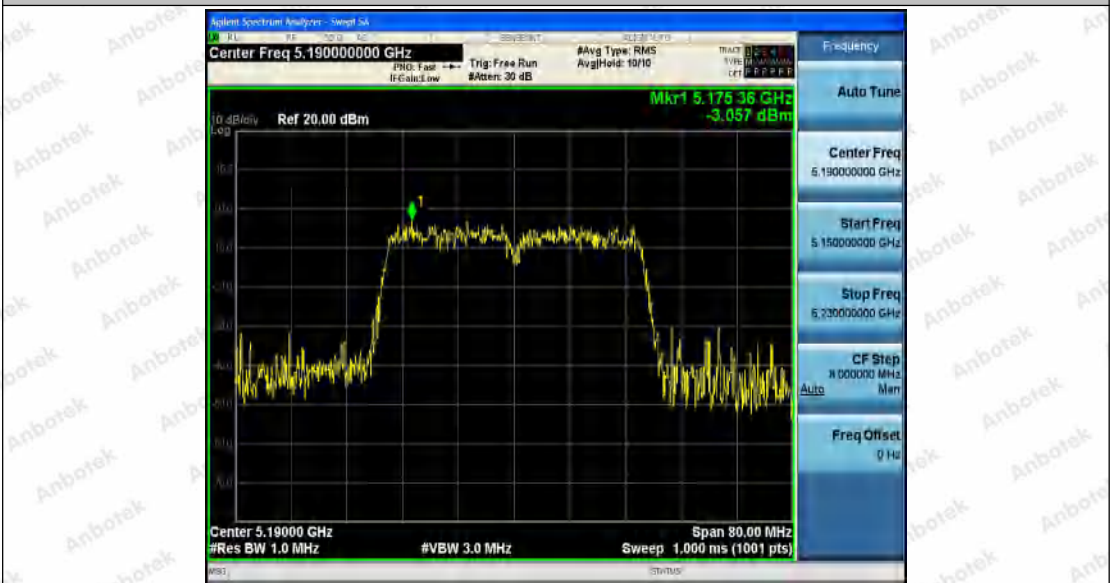 Agilent Spectrum Analyzer - Swept SA
Center Freq 5.190000000 GHz
PNO: Fast
IFGain:Low
Trig: Free Run
#Atten: 30 dB
#Avg Type: RMS
Avg|Hold: 10/10
TRACE
TYPE
DET P P P P P P
Mkr1 5.175 36 GHz
-3.057 dBm
10 dB/div
Log
Ref 20.00 dBm
1
Center 5.19000 GHz
Span 80.00 MHz
#Res BW 1.0 MHz
#VBW 3.0 MHz
Sweep 1.000 ms (1001 pts)
MSG
STATUS
Frequency
Auto Tune
Center Freq
5.190000000 GHz
Start Freq
5.150000000 GHz
Stop Freq
5.230000000 GHz
CF Step
8.000000 MHz
Auto Man
Freq Offset
0 Hz
Anbotek